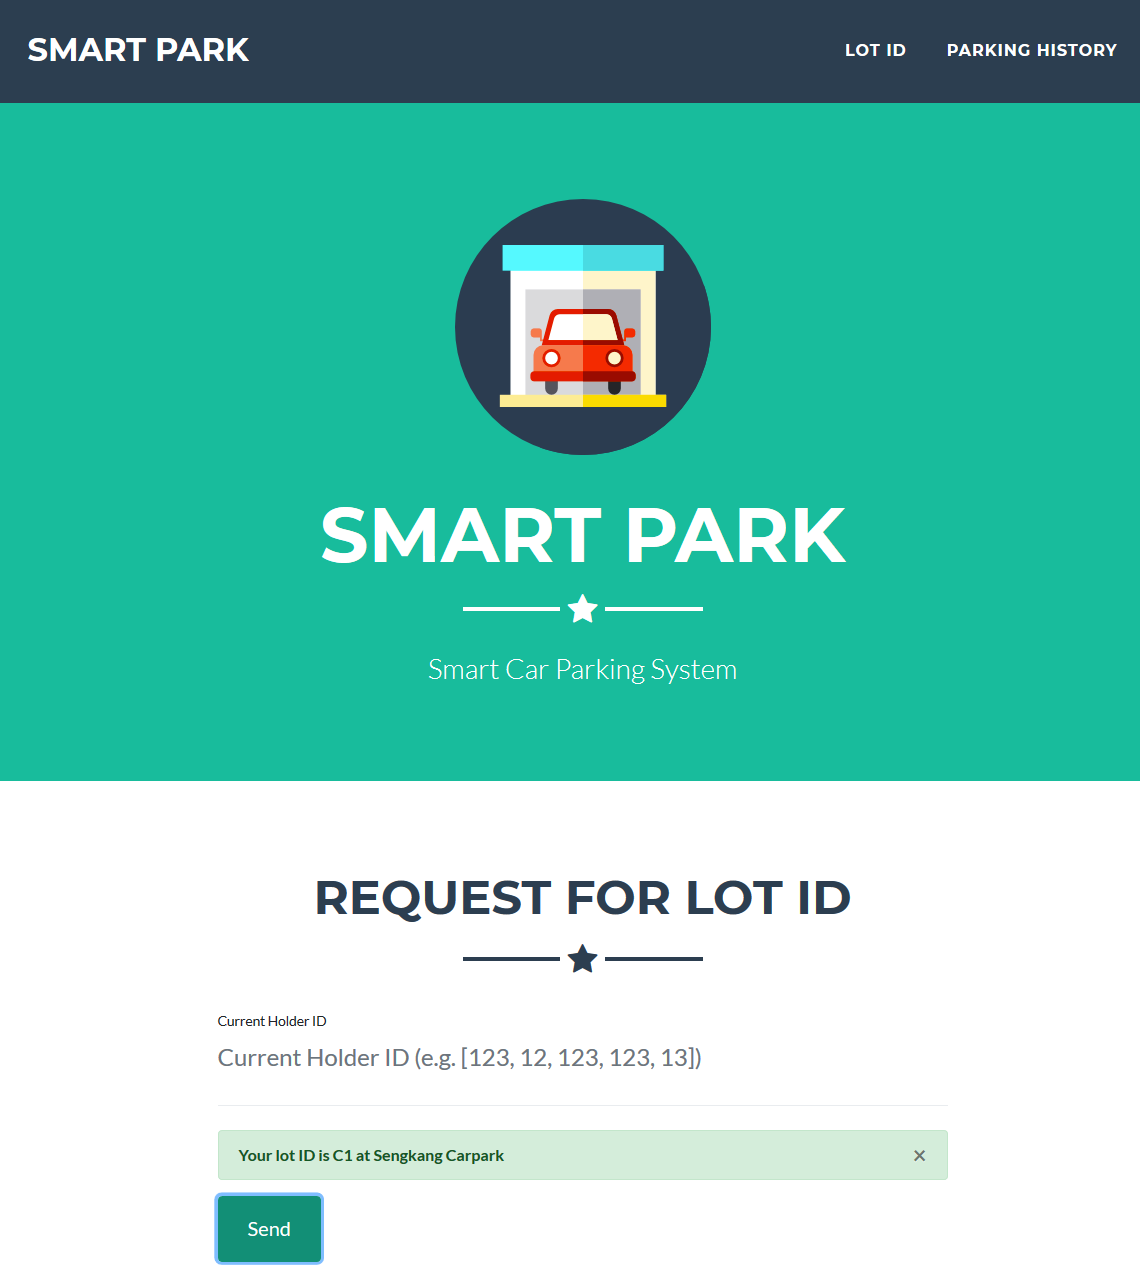 SMART PARK
LOT ID PARKING HISTORY
SMART PARK
Smart Car Parking System
REQUEST FOR LOT ID
Current Holder ID
Current Holder ID (e.g. [123, 12, 123, 123, 13])
Your lot ID is C1 at Sengkang Carpark ×
Send